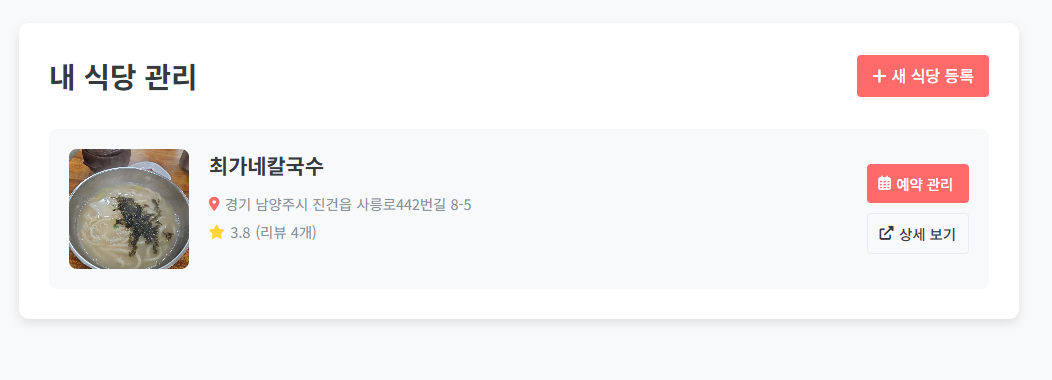 내 식당 관리
새 식당 등록
최가네칼국수
경기 남양주시 진건읍 사릉로442번길 8-5
3.8 (리뷰 4개)
예약 관리
상세 보기